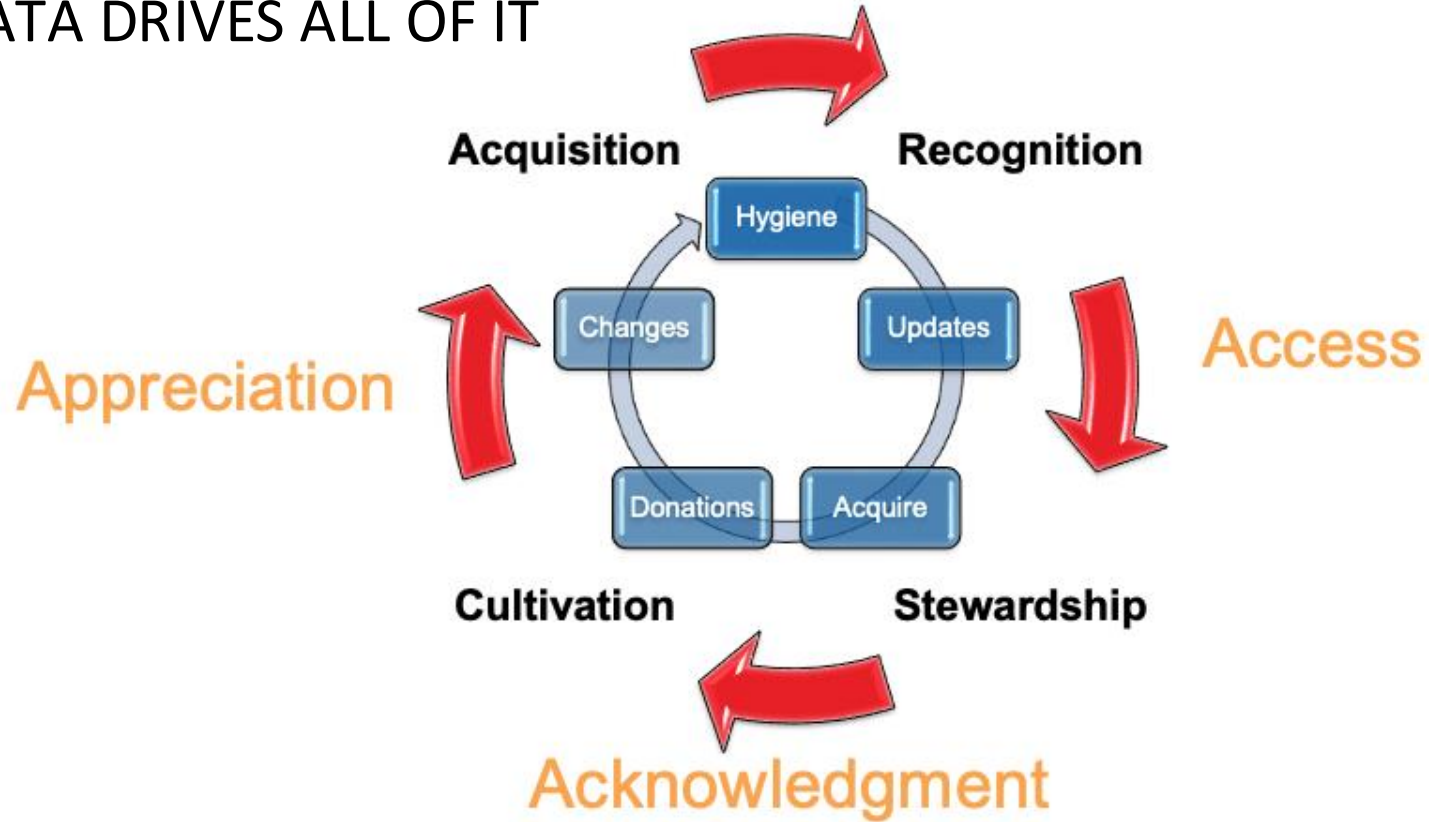 ATA DRIVES ALL OF IT
Acquisition
Recognition
Hygiene
Changes
Updates
Access
Appreciation
Donations
Acquire
Cultivation
Stewardship
Acknowledgment